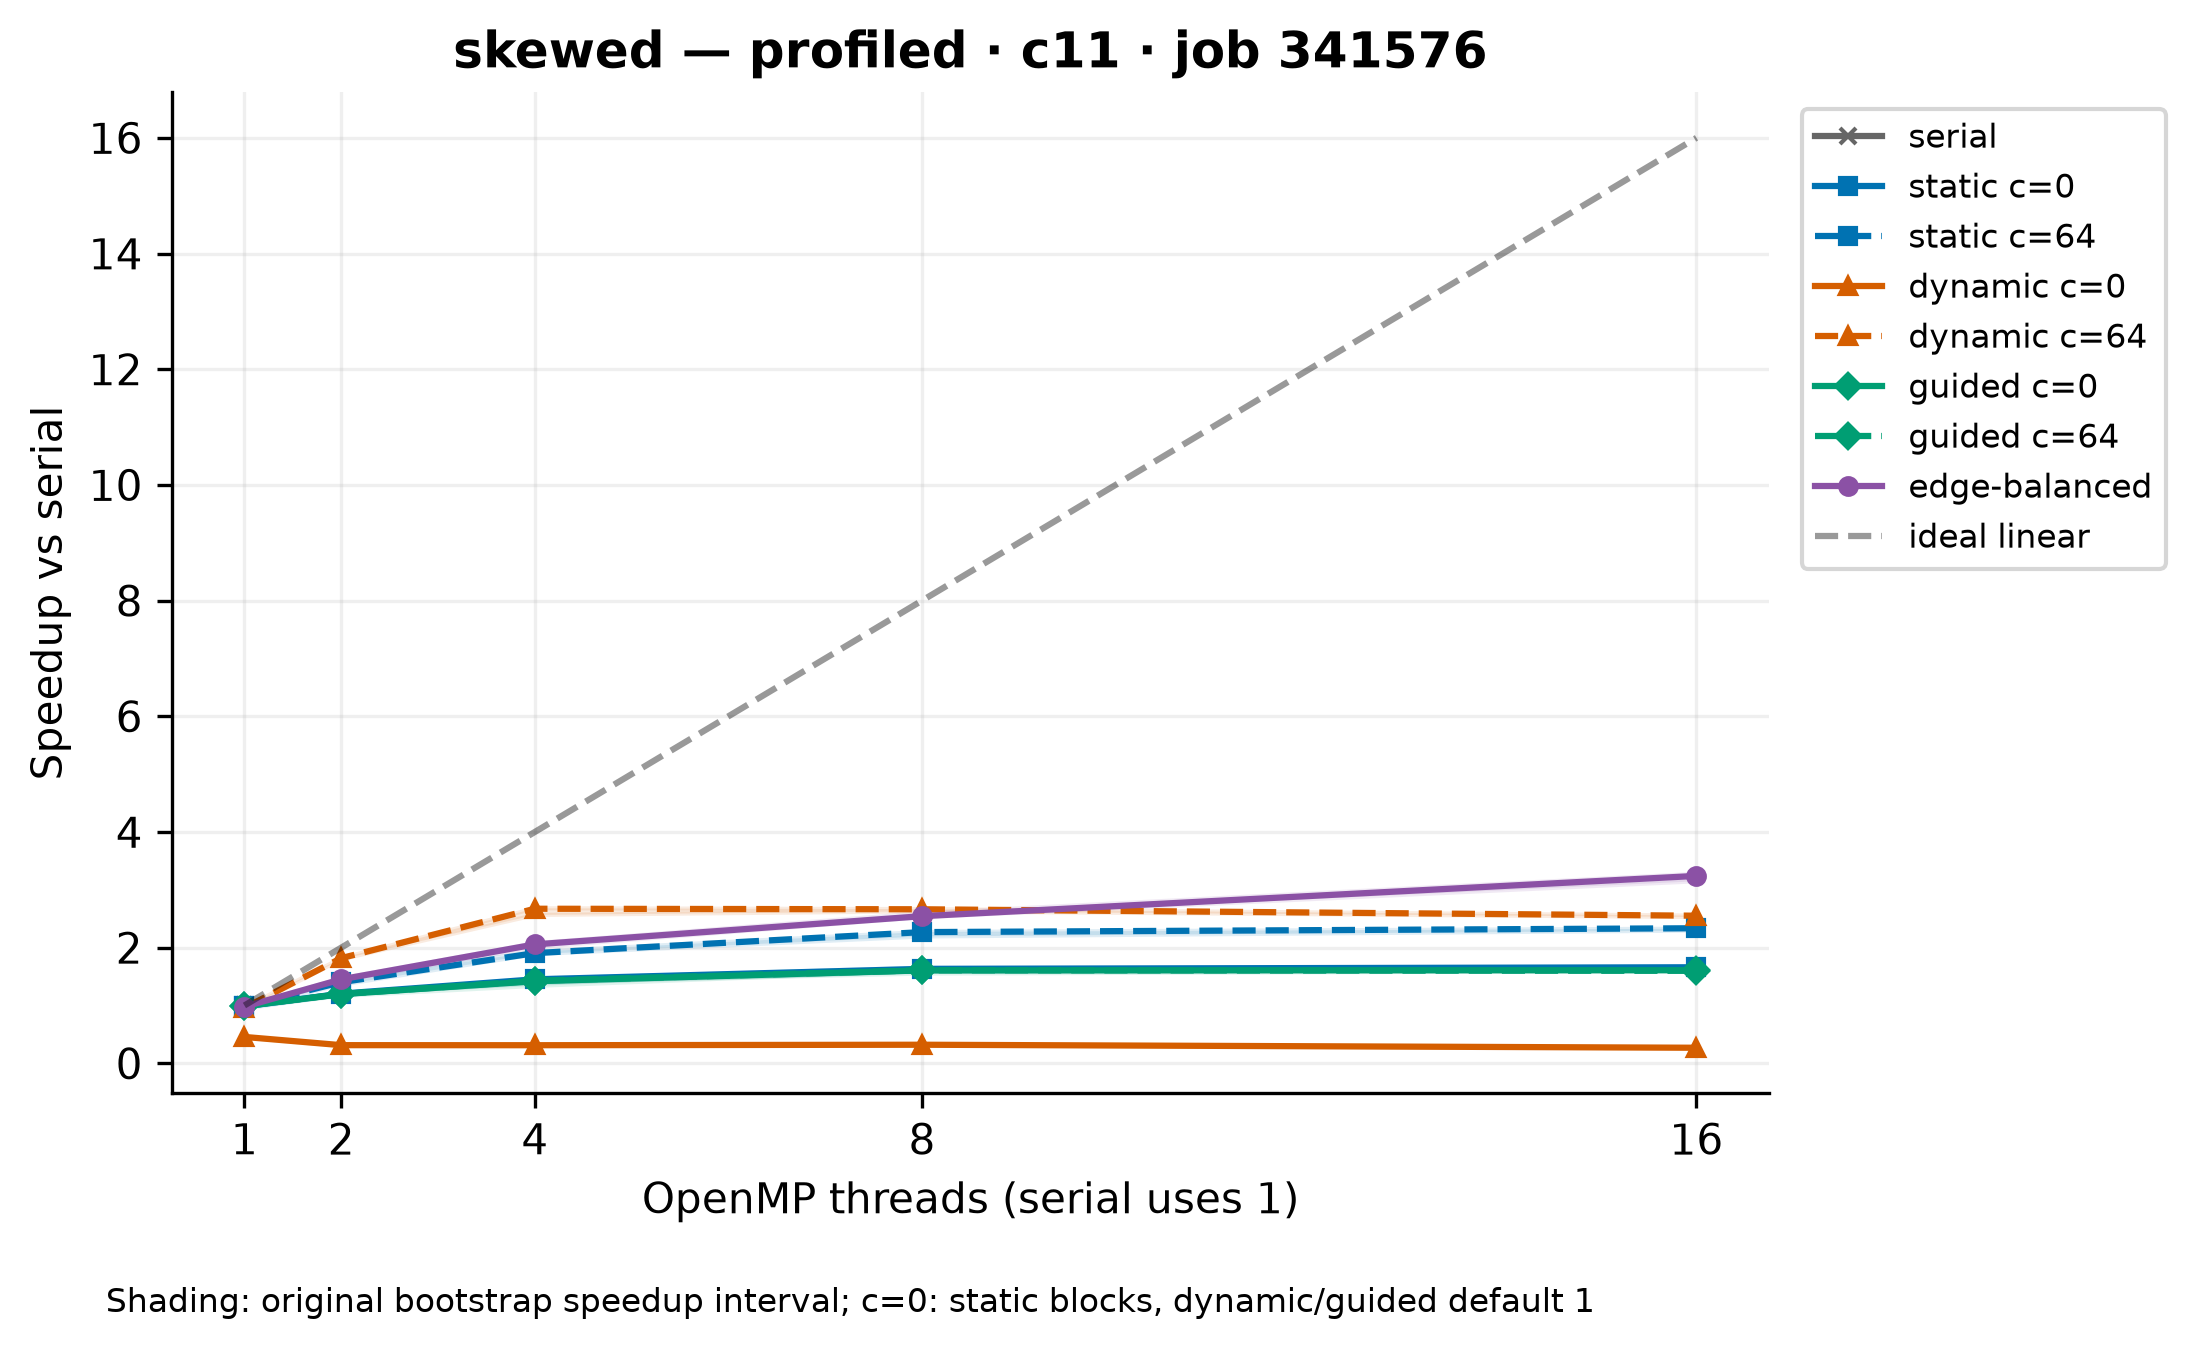 skewed — profiled · c11 · job 341576
Speedup vs serial
16
14
12
10
8
6
4
2
0
1 2 4 8 16
OpenMP threads (serial uses 1)
serial
static c=0
static c=64
dynamic c=0
dynamic c=64
guided c=0
guided c=64
edge-balanced
ideal linear
Shading: original bootstrap speedup interval; c=0: static blocks, dynamic/guided default 1